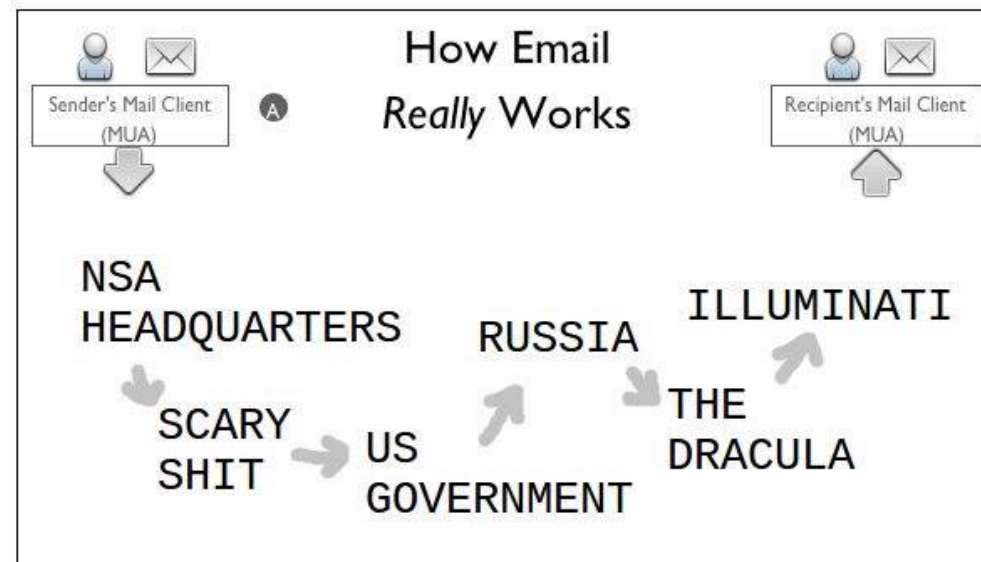 How Email
Really Works
Sender's Mail Client
(MUA)
A
Recipient's Mail Client
(MUA)
NSA
HEADQUARTERS
SCARY
SHIT
US
GOVERNMENT
RUSSIA
THE
DRACULA
ILLUMINATI